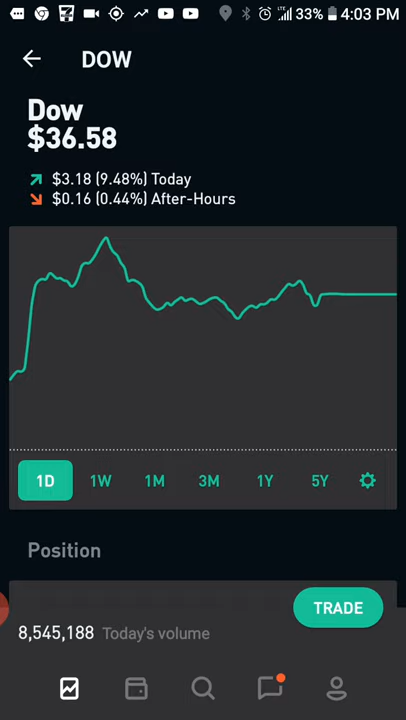 33% 4:03 PM
DOW
Dow
$36.58
$3.18 (9.48%) Today
$0.16 (0.44%) After-Hours
1D 1W 1M 3M 1Y 5Y
Position
TRADE
8,545,188 Today's volume